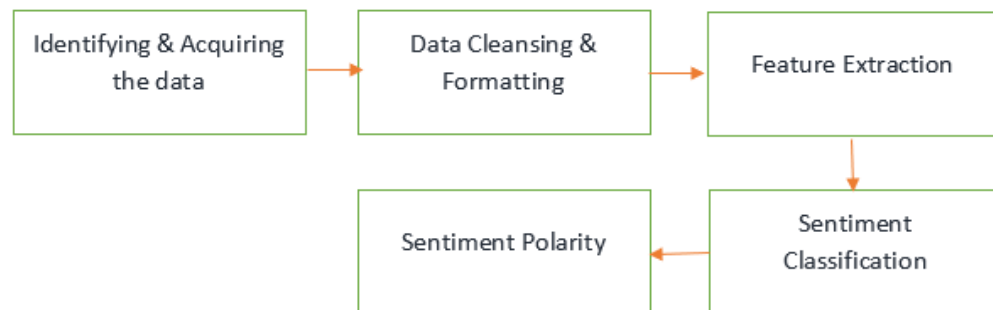 Identifying & Acquiring
the data
Data Cleansing &
Formatting
Feature Extraction
Sentiment
Classification
Sentiment Polarity